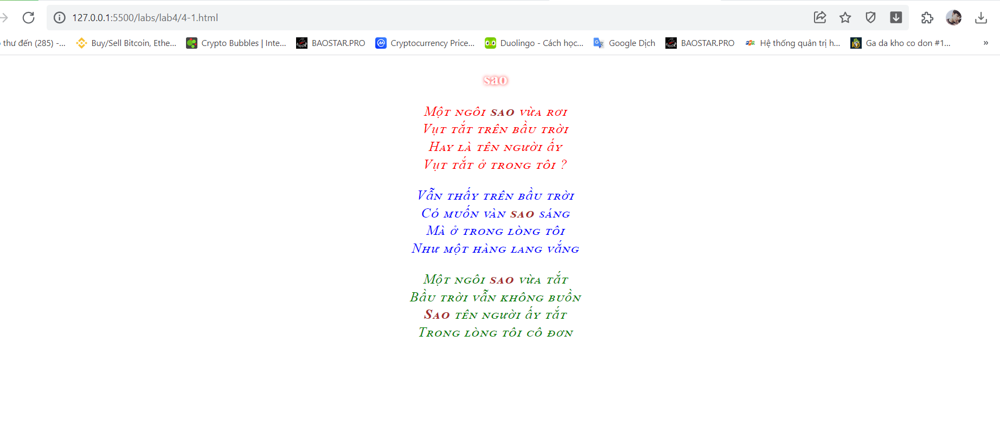 127.0.0.1:5500/labs/lab4/4-1.html
thư đến (285) -... Buy/Sell Bitcoin, Ethe... Crypto Bubbles | Inte... BAOSTAR.PRO Cryptocurrency Price... Duolingo - Cách học... Google Dịch BAOSTAR.PRO Hệ thống quản trị h... Ga da kho co don #1... »
sao
Một ngôi sao vừa rơi
Vụt tắt trên bầu trời
Hay là tên người ấy
Vụt tắt ở trong tôi ?
Vẫn thấy trên bầu trời
Có muốn vàn sao sáng
Mà ở trong lòng tôi
Như một hàng lang vắng
Một ngôi sao vừa tắt
Bầu trời vẫn không buồn
Sao tên người ấy tắt
Trong lòng tôi cô đơn